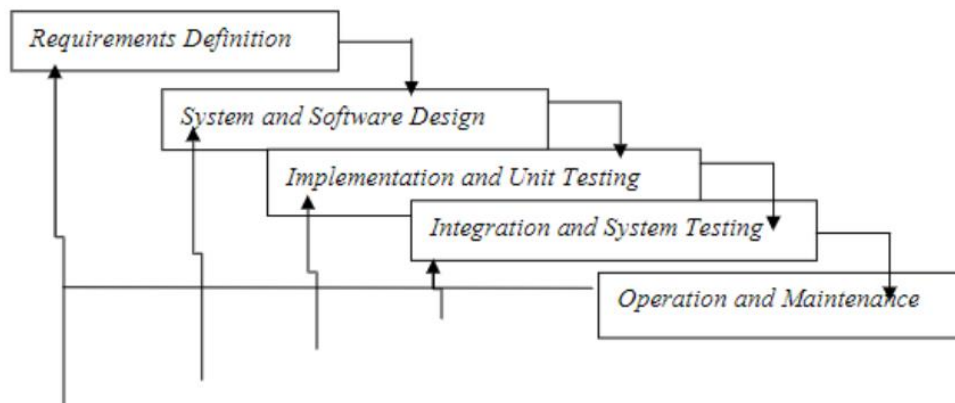 Requirements Definition
System and Software Design
Implementation and Unit Testing
Integration and System Testing
Operation and Maintenance